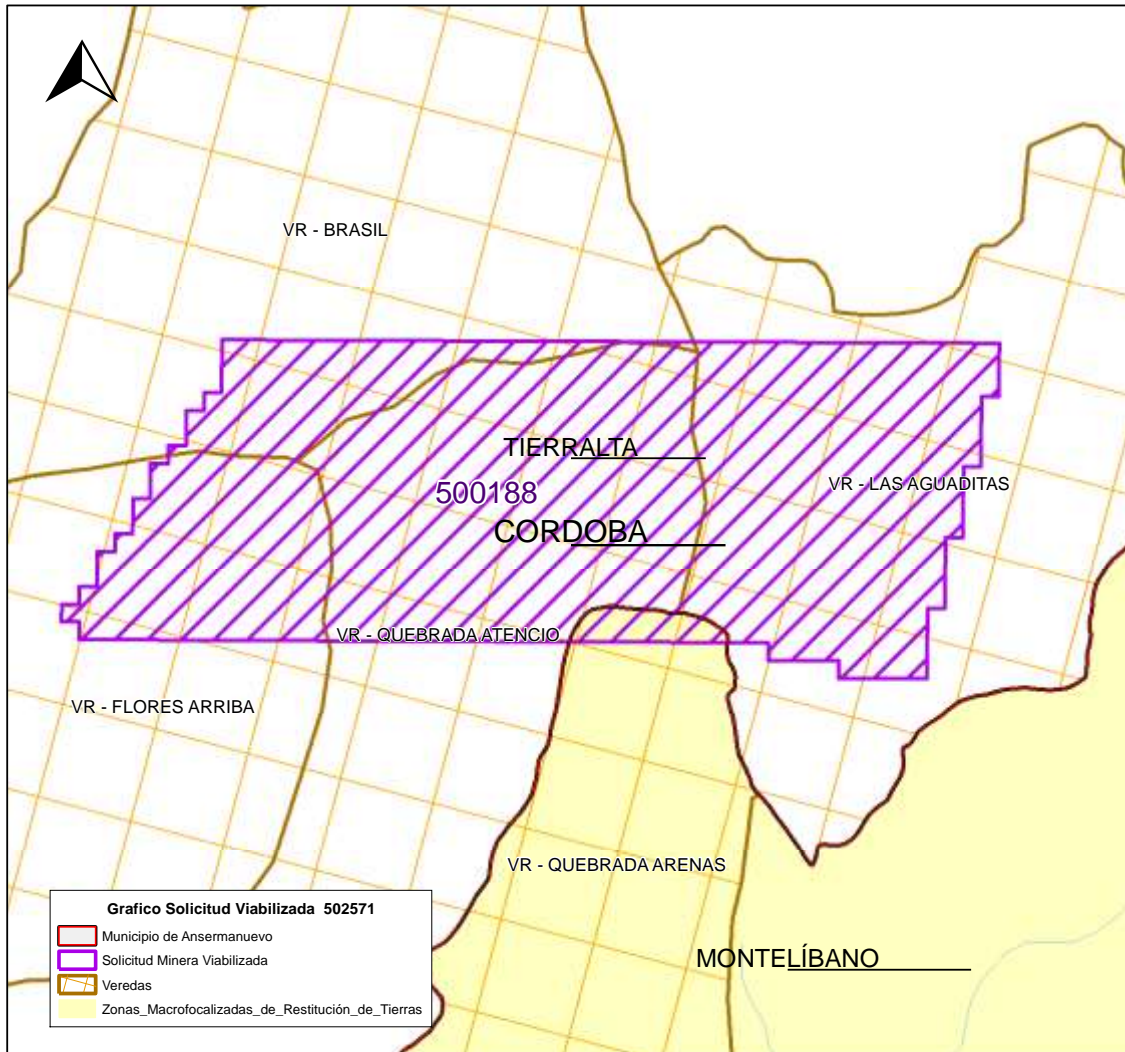 VR - BRASIL
TIERRALTA
500188
VR - LAS AGUADITAS
CORDOBA
VR - QUEBRADA ATENCIO
VR - FLORES ARRIBA
VR - QUEBRADA ARENAS
MONTELÍBANO
Grafico Solicitud Viabilizada 502571
Municipio de Ansermanuevo
Solicitud Minera Viabilizada
Veredas
Zonas_Macrofocalizadas_de_Restitución_de_Tierras